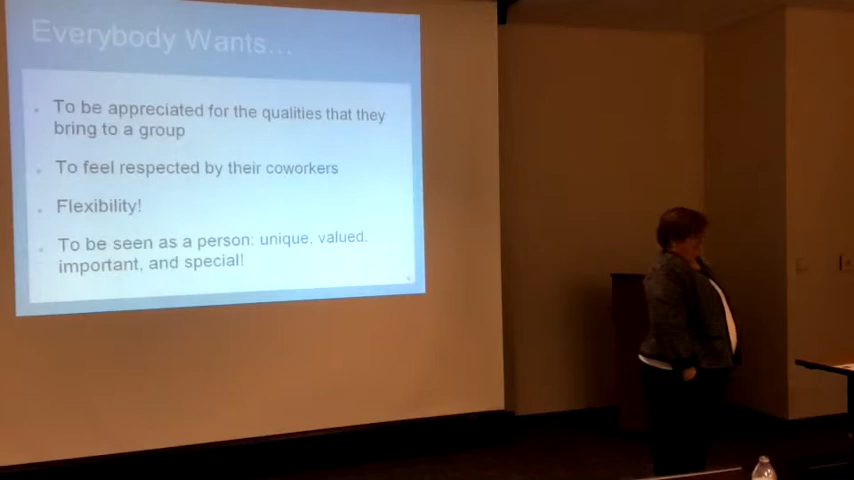 Everybody Wants...
To be appreciated for the qualities that they
bring to a group
To feel respected by their coworkers
Flexibility!
To be seen as a person: unique, valued,
important, and special!